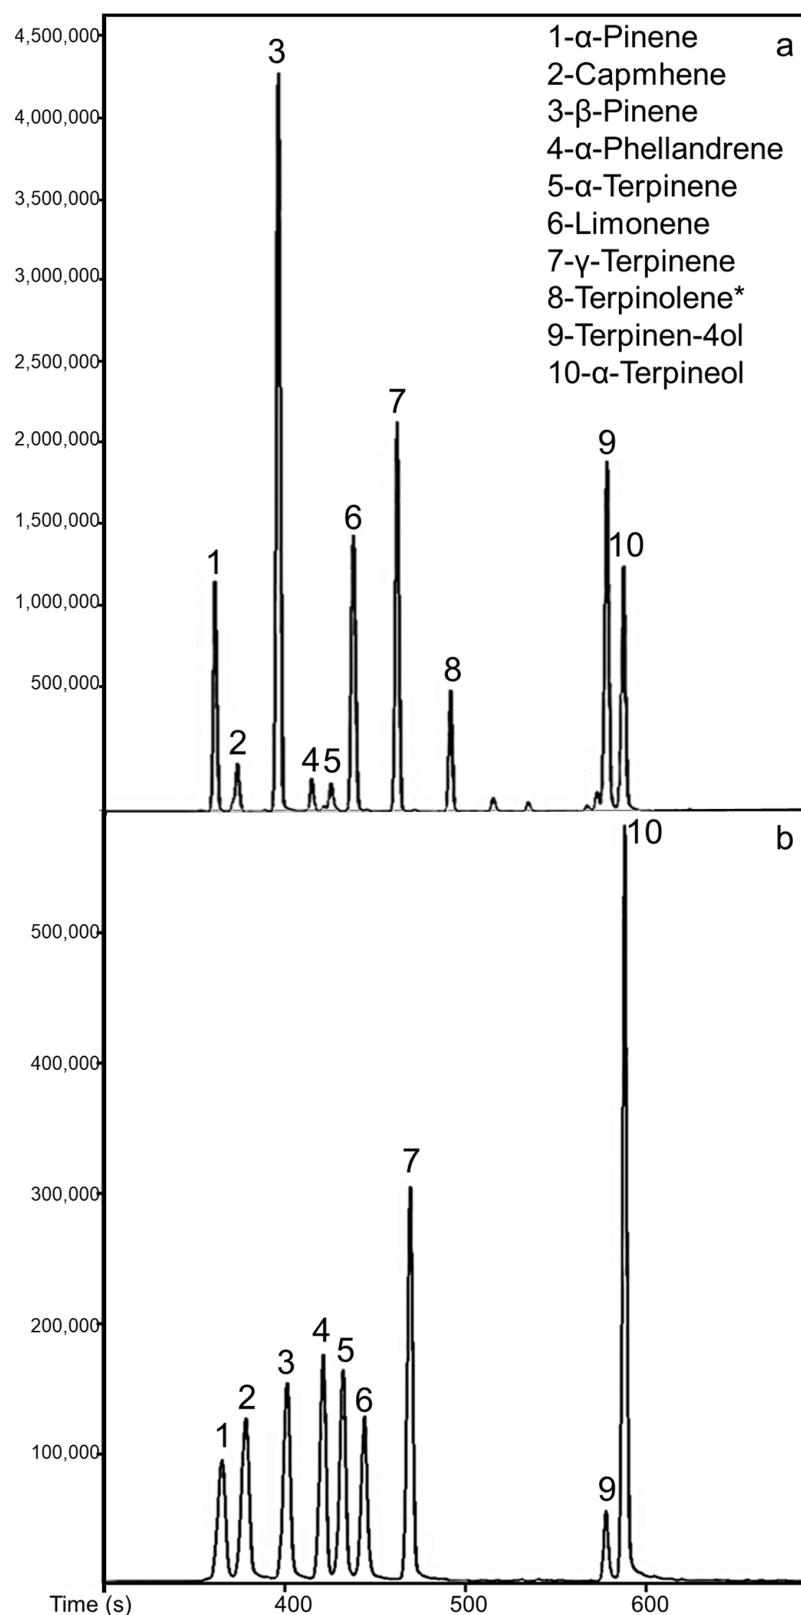 4,500,000
4,000,000
3,500,000
3,000,000
2,500,000
2,000,000
1,500,000
1,000,000
500,000
1-α-Pinene
2-Capmhene
3-β-Pinene
4-α-Phellandrene
5-α-Terpinene
6-Limonene
7-γ-Terpinene
8-Terpinolene*
9-Terpinen-4ol
10-α-Terpineol
a
1
2
3
4
5
6
7
8
9
10
b
500,000
400,000
300,000
200,000
100,000
1
2
3
4
5
6
7
9
10
Time (s)
400
500
600